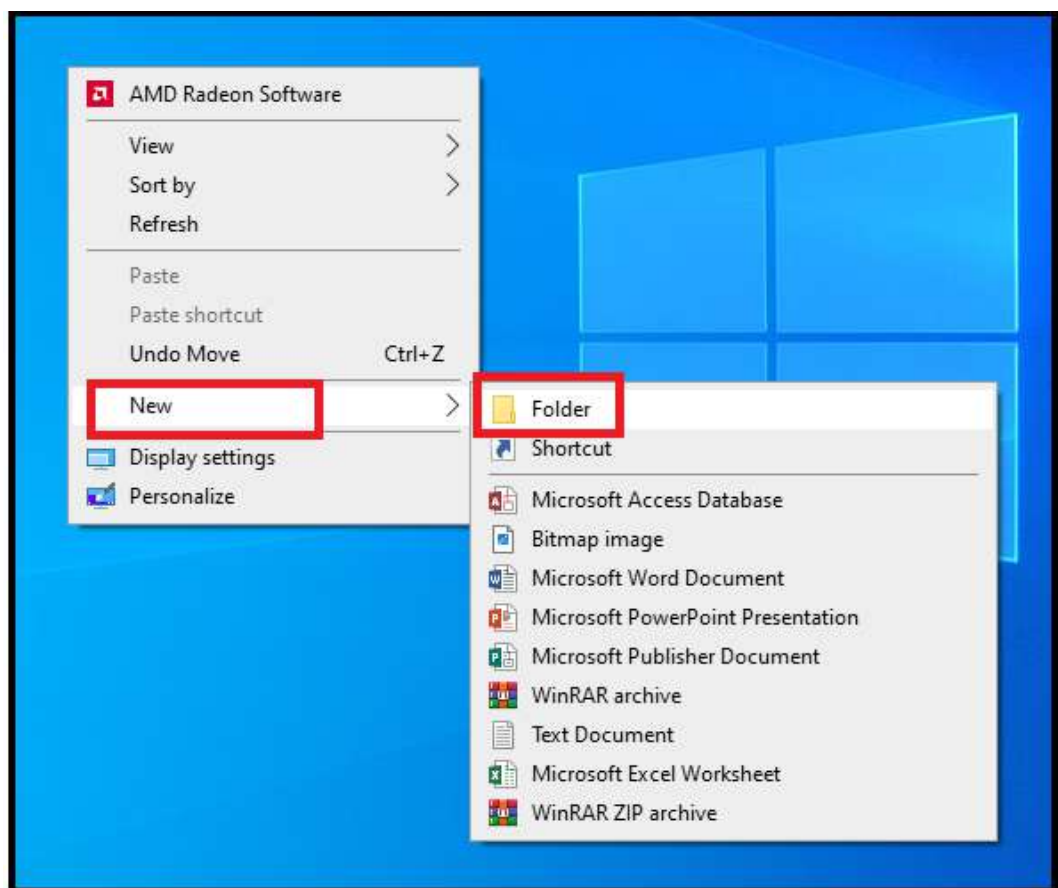 AMD Radeon Software
View
Sort by
Refresh
Paste
Paste shortcut
Undo Move Ctrl+Z
New
Display settings
Personalize
Folder
Shortcut
Microsoft Access Database
Bitmap image
Microsoft Word Document
Microsoft PowerPoint Presentation
Microsoft Publisher Document
WinRAR archive
Text Document
Microsoft Excel Worksheet
WinRAR ZIP archive